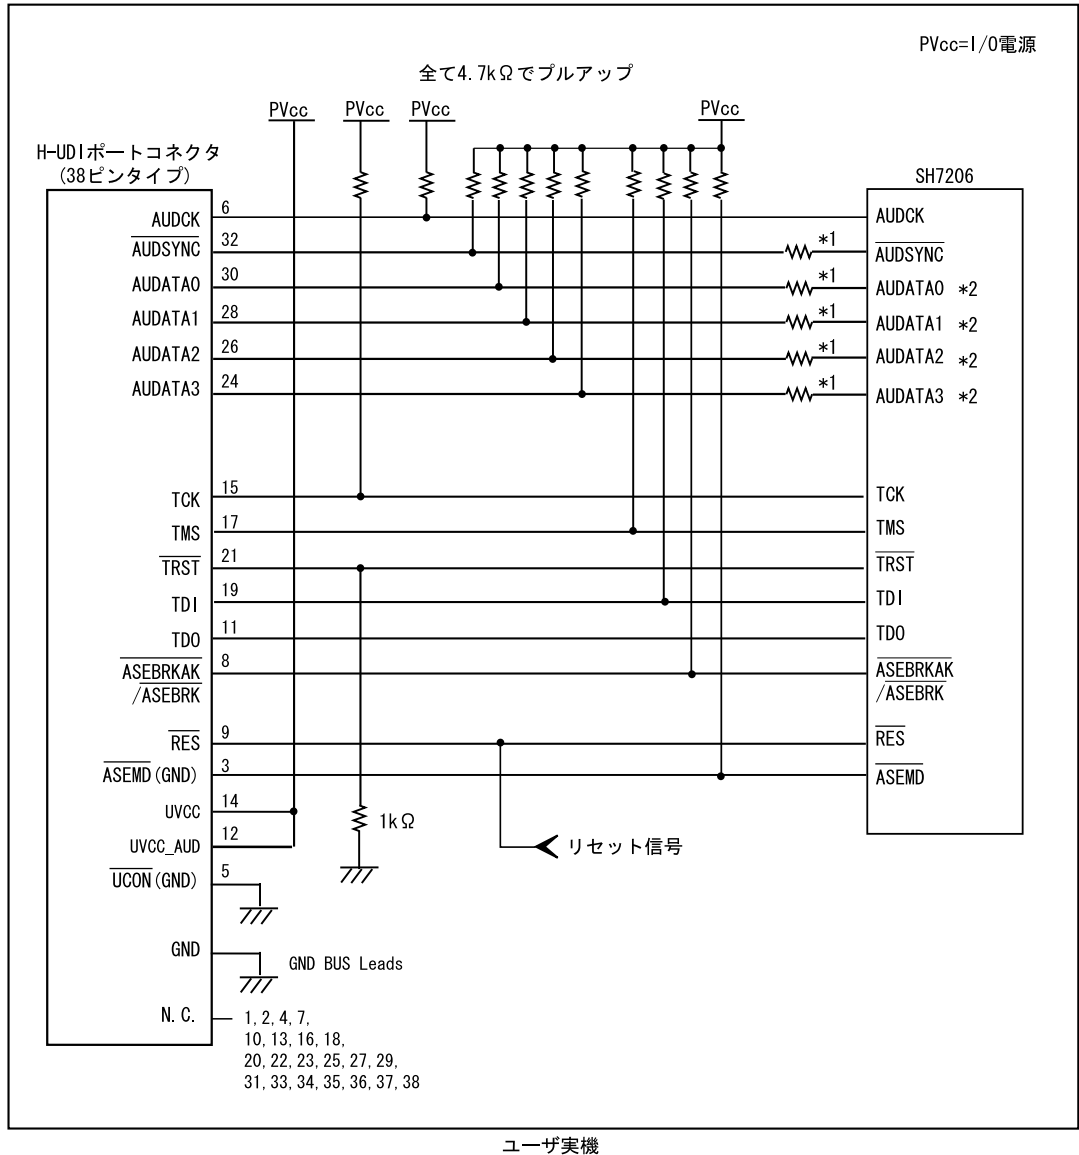 PVcc=I/O電源
全て4.7kΩでプルアップ
PVcc
PVcc
PVcc
PVcc
H-UDIポートコネクタ
(38ピンタイプ)
SH7206
AUDCK
6
AUDCK
AUDSYNC
32
*1
AUDSYNC
AUDATA0
30
*1
AUDATA0 *2
AUDATA1
28
*1
AUDATA1 *2
AUDATA2
26
*1
AUDATA2 *2
AUDATA3
24
*1
AUDATA3 *2
TCK
15
TCK
TMS
17
TMS
TRST
21
TRST
TDI
19
TDI
TDO
11
TDO
ASEBRKAK
/ASEBRK
8
ASEBRKAK
/ASEBRK
RES
9
RES
ASEMD(GND)
3
ASEMD
UVCC
14
1kΩ
UVCC_AUD
12
リセット信号
UCON(GND)
5
GND
GND BUS Leads
N.C.
1,2,4,7,
10,13,16,18,
20,22,23,25,27,29,
31,33,34,35,36,37,38
ユーザ実機